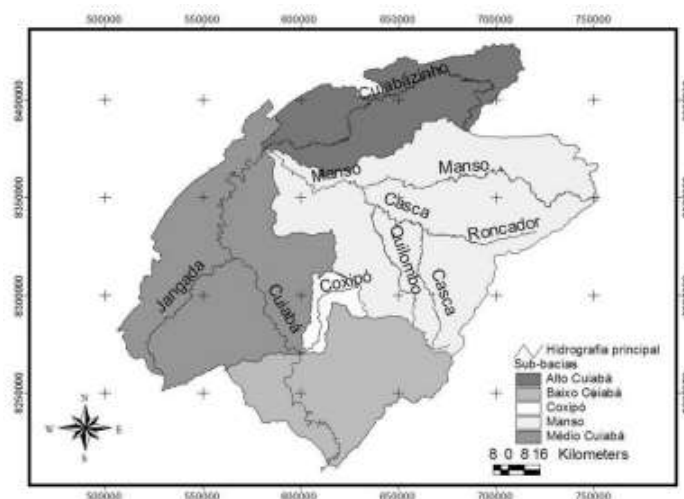 500000 550000 600000 650000 700000 750000
8400000
8350000
8300000
8250000
Cuiabázinho
Manso
Manso
Casca
Roncador
Quilombo
Casca
Coxipó
Jangada
Cuiabá
Hidrografia principal
Sub-bacias
Alto Cuiabá
Baixo Cuiabá
Coxipó
Manso
Médio Cuiabá
N
W E
S
8 0 8 16 Kilometers
500000 550000 600000 650000 700000 750000